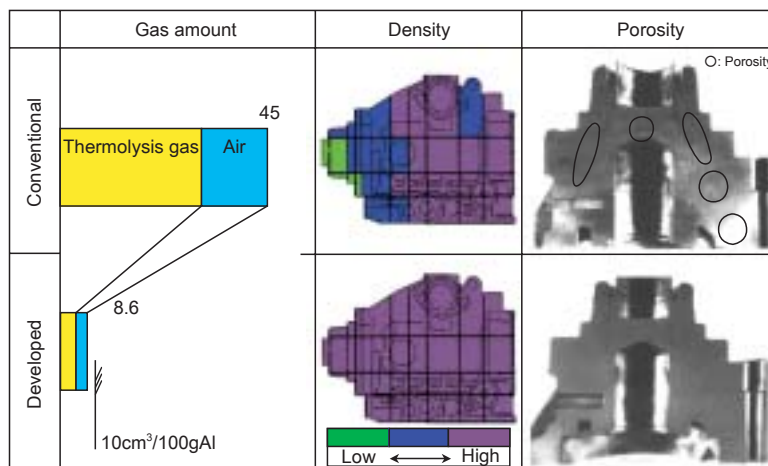 Gas amount
Density
Porosity
Conventional
45
Thermolysis gas
Air
○: Porosity
Developed
8.6
10cm³/100gAl
Low
High